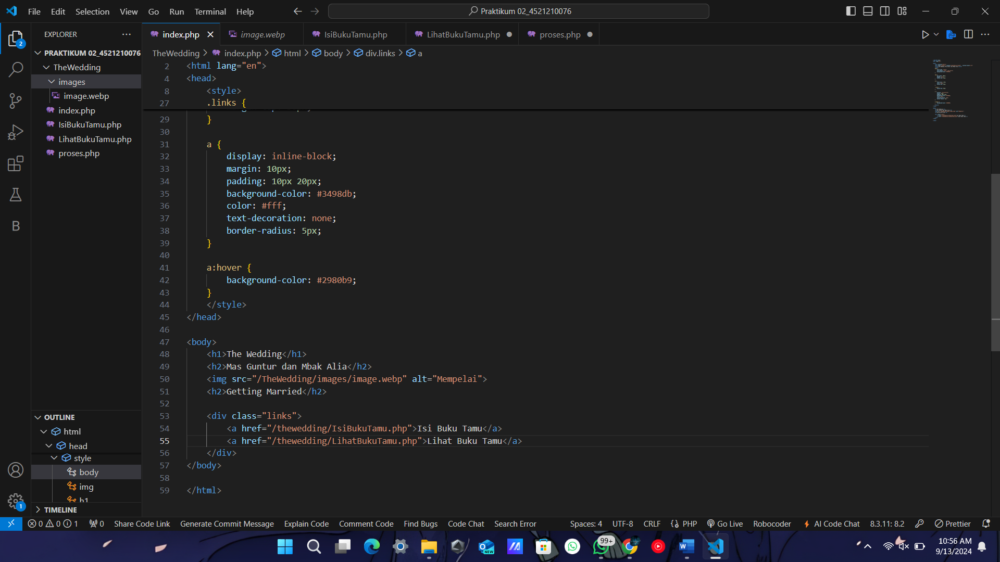 File Edit Selection View Go Run Terminal Help
Praktikum 02_4521210076
EXPLORER
index.php
image.webp
IsiBukuTamu.php
LihatBukuTamu.php
proses.php
2
PRAKTIKUM 02_4521210076
TheWedding
images
image.webp
index.php
IsiBukuTamu.php
LihatBukuTamu.php
proses.php
B
OUTLINE
html
head
style
body
img
h1
TIMELINE
1
TheWedding > index.php > html > body > div.links > a
2 <html lang="en">
4 <head>
8 <style>
27 .links {
29 }
30
31 a {
32 display: inline-block;
33 margin: 10px;
34 padding: 10px 20px;
35 background-color: #3498db;
36 color: #fff;
37 text-decoration: none;
38 border-radius: 5px;
39 }
40
41 a:hover {
42 background-color: #2980b9;
43 }
44 </style>
45 </head>
46
47 <body>
48 <h1>The Wedding</h1>
49 <h2>Mas Guntur dan Mbak Alia</h2>
50 <img src="/TheWedding/images/image.webp" alt="Mempelai">
51 <h2>Getting Married</h2>
52
53 <div class="links">
54 <a href="/thewedding/IsiBukuTamu.php">Isi Buku Tamu</a>
55 <a href="/thewedding/LihatBukuTamu.php">Lihat Buku Tamu</a>
56 </div>
57 </body>
58
59 </html>
0 0 1 0 Share Code Link Generate Commit Message Explain Code Comment Code Find Bugs Code Chat Search Error Spaces: 4 UTF-8 CRLF {} PHP Go Live Robocoder AI Code Chat 8.3.11: 8.2 Prettier
NEW
99+
W
10:56 AM
9/13/2024